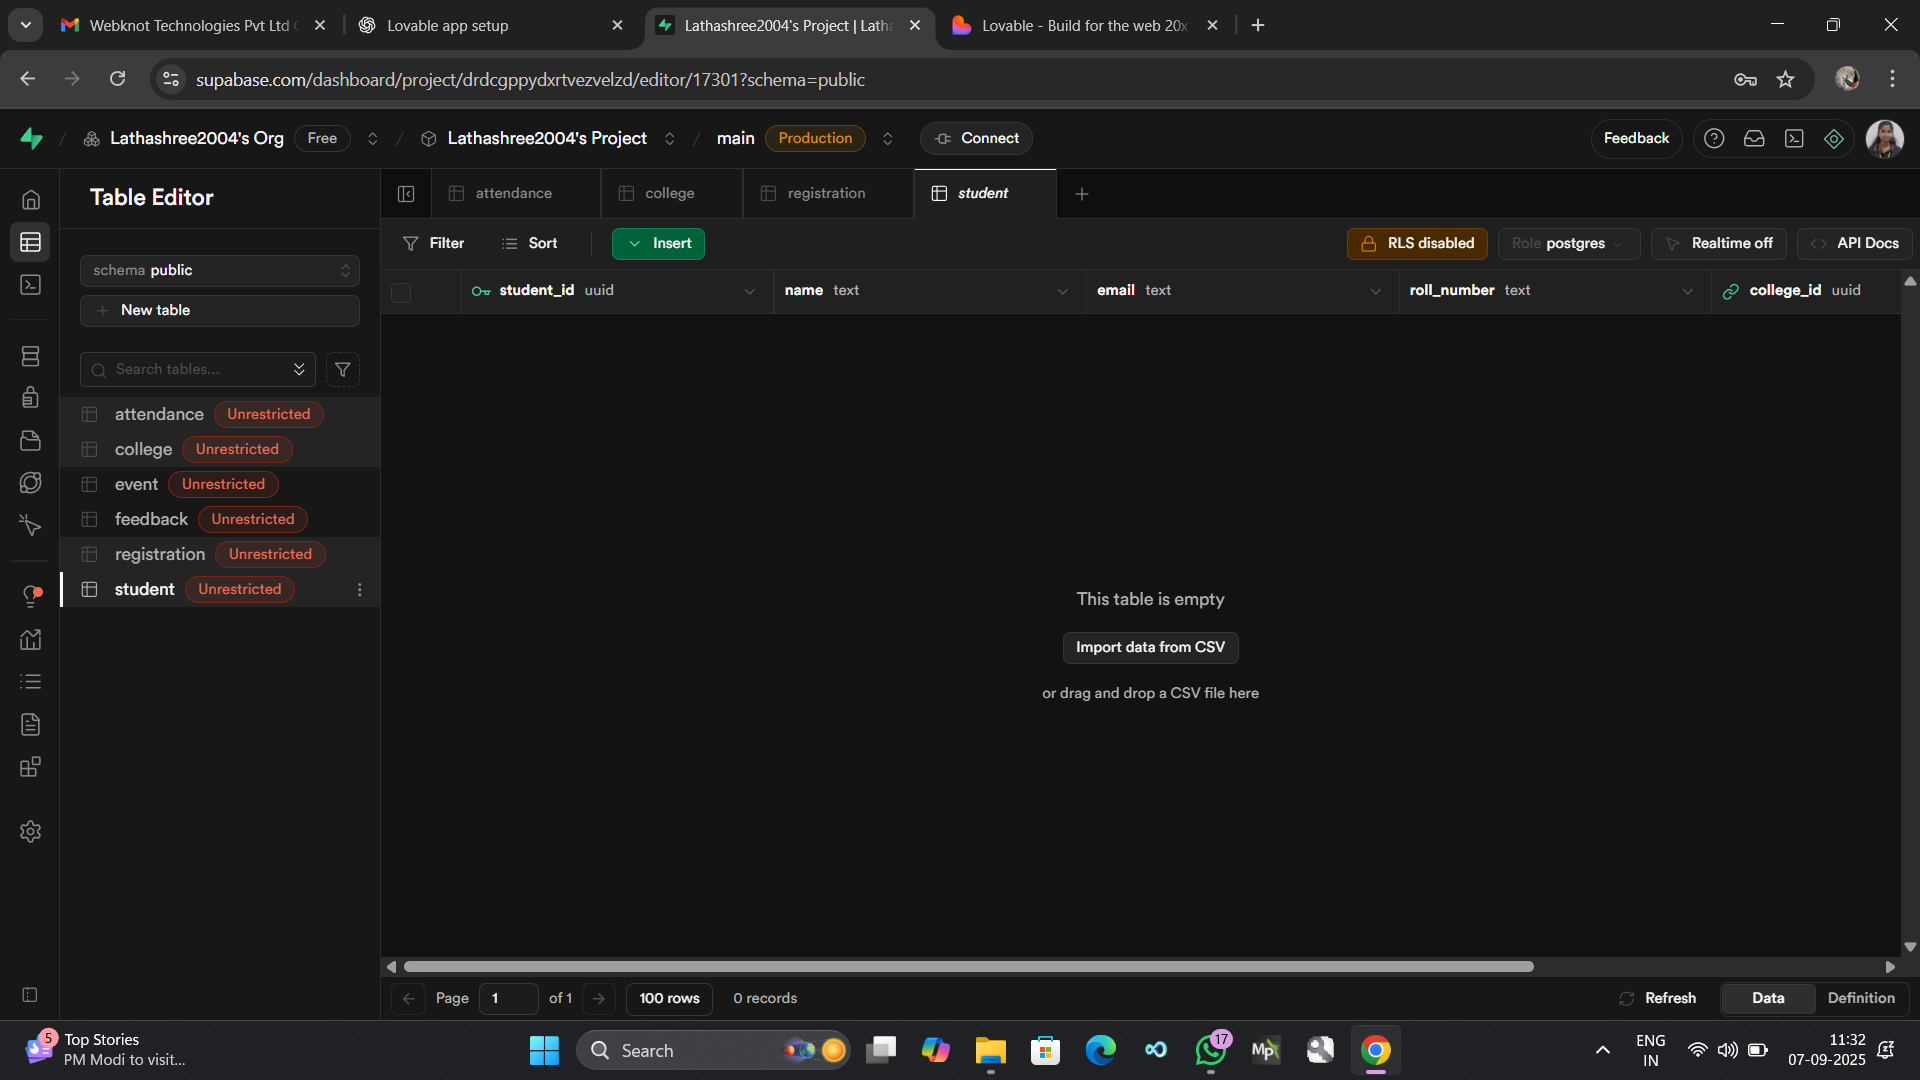 Webknot Technologies Pvt Ltd
Lovable app setup
Lathashree2004's Project | Latha
Lovable - Build for the web 20x
supabase.com/dashboard/project/drdcgppydxrtvezvelzd/editor/17301?schema=public
Lathashree2004's Org Free
Lathashree2004's Project
main Production
Connect
Feedback
Table Editor
attendance
college
registration
student
Filter
Sort
Insert
RLS disabled
Role postgres
Realtime off
API Docs
schema public
New table
Search tables...
student_id uuid
name text
email text
roll_number text
college_id uuid
attendance Unrestricted
college Unrestricted
event Unrestricted
feedback Unrestricted
registration Unrestricted
student Unrestricted
This table is empty
Import data from CSV
or drag and drop a CSV file here
Page 1 of 1
100 rows
0 records
Refresh
Data
Definition
5
Top Stories
PM Modi to visit...
Search
17
Mp
ENG
IN
11:32
07-09-2025